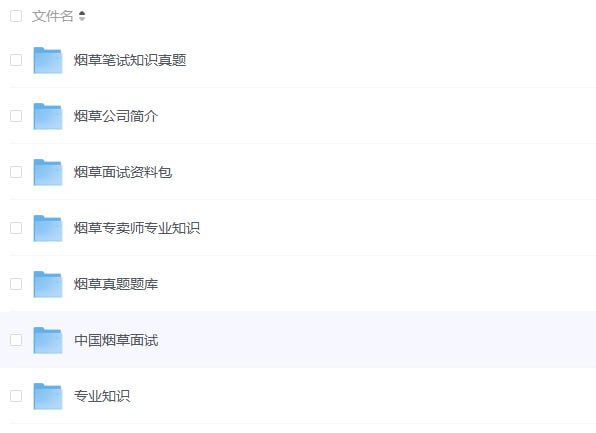 文件名
烟草笔试知识真题
烟草公司简介
烟草面试资料包
烟草专卖师专业知识
烟草真题题库
中国烟草面试
专业知识